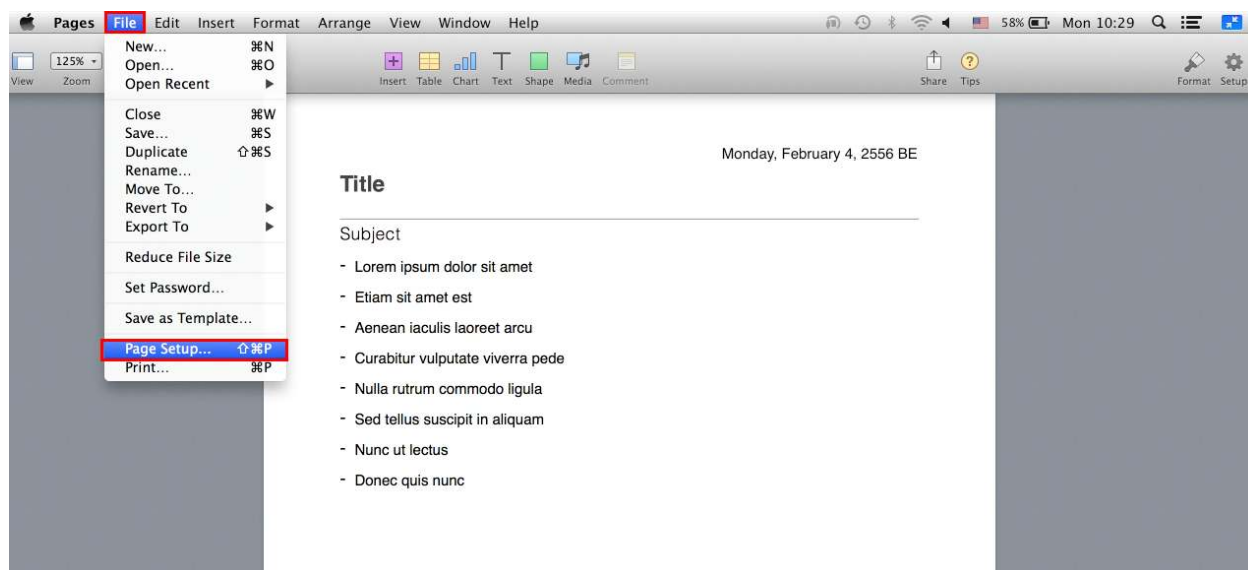 Pages File Edit Insert Format Arrange View Window Help 58% Mon 10:29
125%
View Zoom Insert Table Chart Text Shape Media Comment Share Tips Format Setup
New... ⌘N
Open... ⌘O
Open Recent ▶
Close ⌘W
Save... ⌘S
Duplicate ⇧⌘S
Rename...
Move To...
Revert To ▶
Export To ▶
Reduce File Size
Set Password...
Save as Template...
Page Setup... ⇧⌘P
Print... ⌘P
Monday, February 4, 2556 BE
Title
Subject
- Lorem ipsum dolor sit amet
- Etiam sit amet est
- Aenean iaculis laoreet arcu
- Curabitur vulputate viverra pede
- Nulla rutrum commodo ligula
- Sed tellus suscipit in aliquam
- Nunc ut lectus
- Donec quis nunc